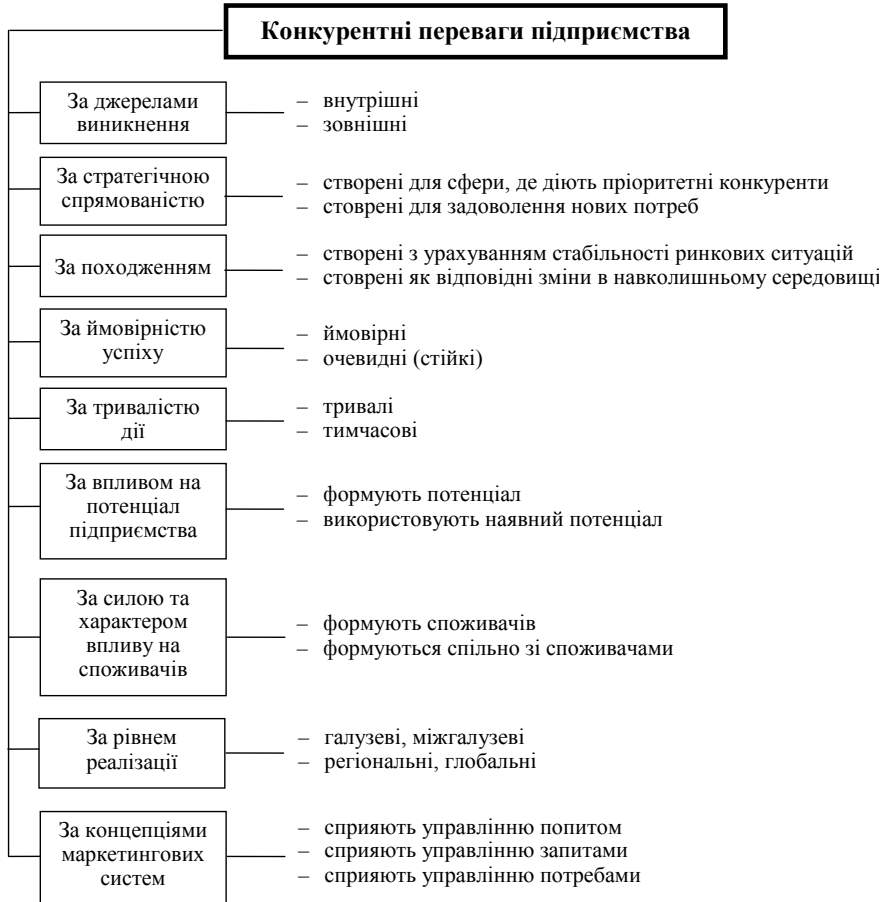 Конкурентні переваги підприємства
За джерелами
виникнення
– внутрішні
– зовнішні
За стратегічною
спрямованістю
– створені для сфери, де діють пріоритетні конкуренти
– стоврені для задоволення нових потреб
За походженням
– створені з урахуванням стабільності ринкових ситуацій
– стоврені як відповідні зміни в навколишньому середовищі
За ймовірністю
успіху
– ймовірні
– очевидні (стійкі)
За тривалістю
дії
– тривалі
– тимчасові
За впливом на
потенціал
підприємства
– формують потенціал
– використовують наявний потенціал
За силою та
характером
впливу на
споживачів
– формують споживачів
– формуються спільно зі споживачами
За рівнем
реалізації
– галузеві, міжгалузеві
– регіональні, глобальні
За концепціями
маркетингових
систем
– сприяють управлінню попитом
– сприяють управлінню запитами
– сприяють управлінню потребами